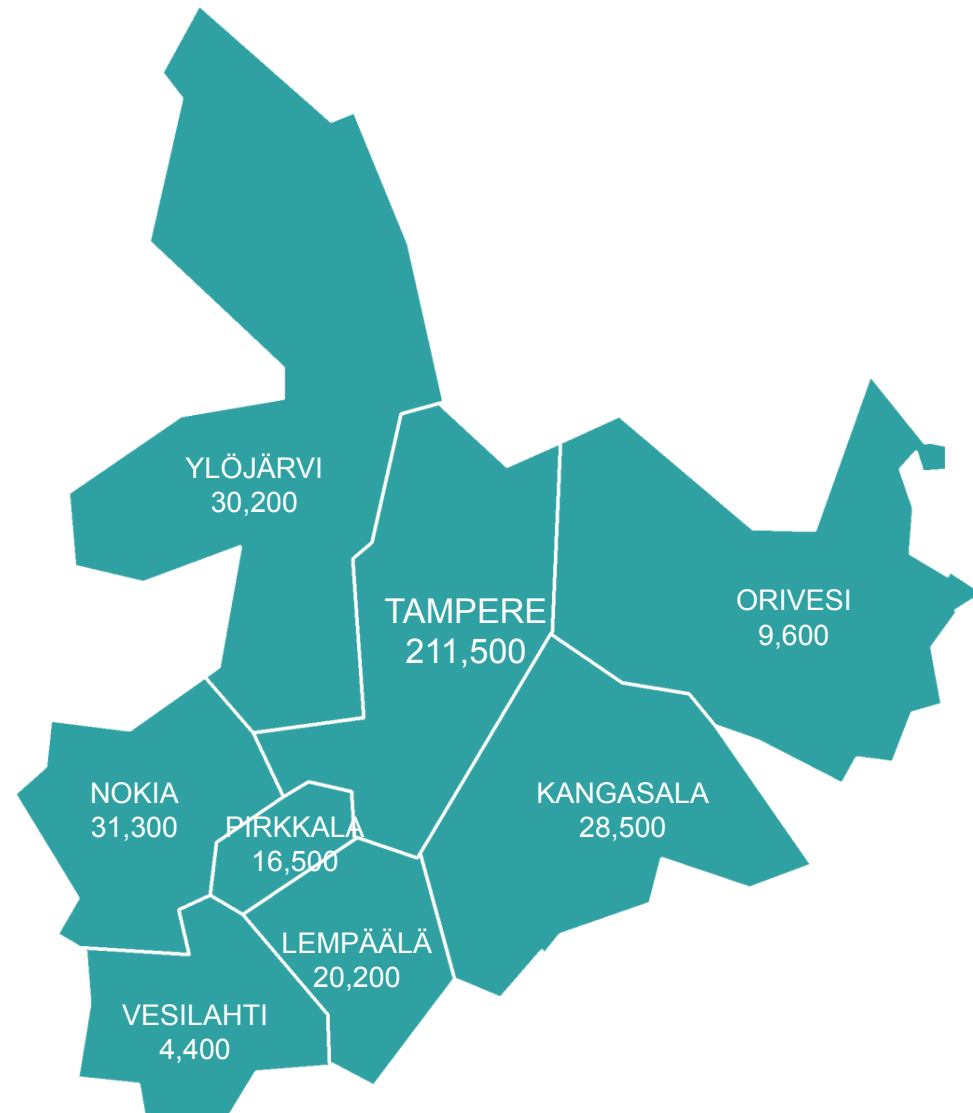 YLÖJÄRVI
30,200
TAMPERE
211,500
ORIVESI
9,600
NOKIA
31,300
PIRKKALA
16,500
KANGASALA
28,500
LEMPÄÄLÄ
20,200
VESILAHTI
4,400